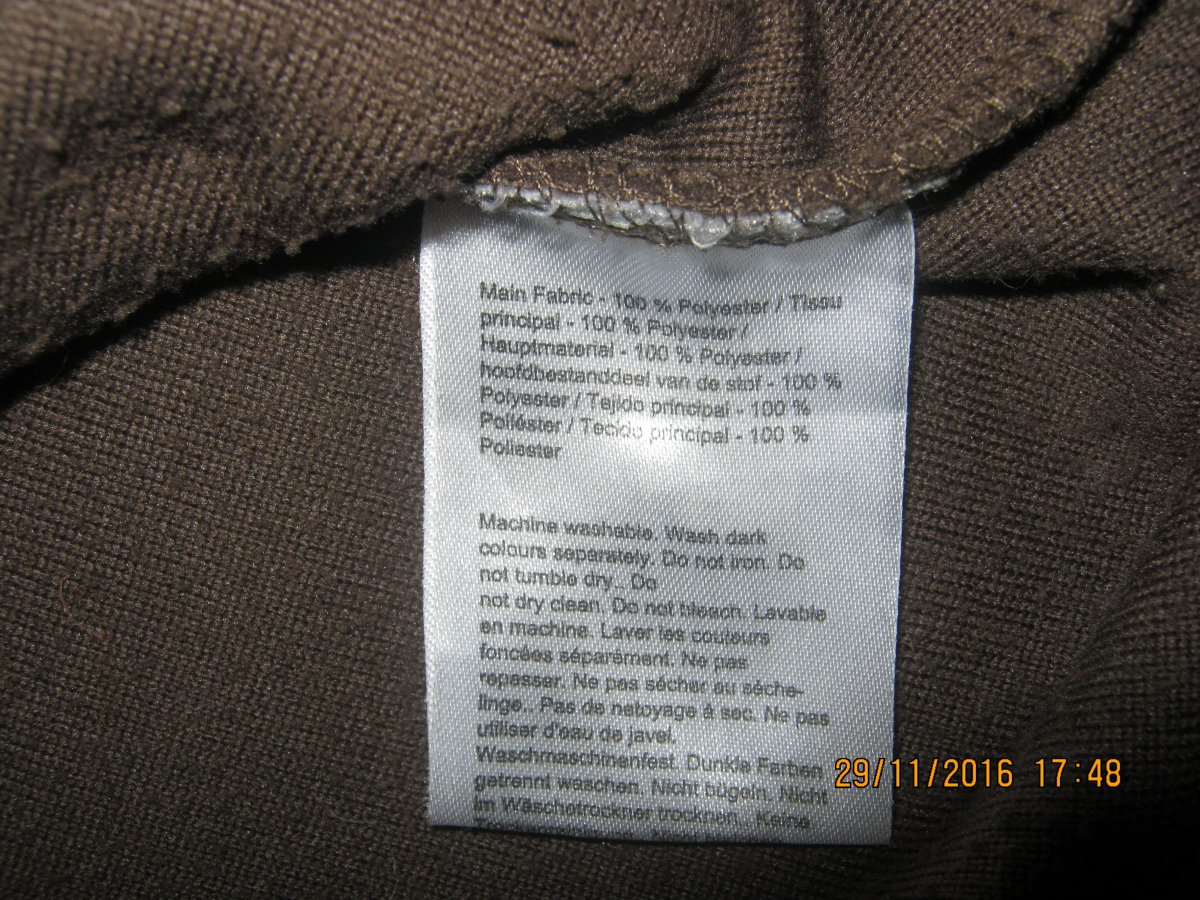 Main Fabric - 100 % Polyester / Tissu
principal - 100 % Polyester /
Hauptmaterial - 100 % Polyester /
hoofdbestanddeel van de stof - 100 %
Polyester / Tejido principal - 100 %
Poliéster / Tecido principal - 100 %
Poliester
Machine washable. Wash dark
colours separately. Do not iron. Do
not tumble dry.. Do
not dry clean. Do not bleach. Lavable
en machine. Laver les couleurs
foncées séparément. Ne pas
repasser. Ne pas sécher au sèche-
linge.. Pas de netoyage à sec. Ne pas
utiliser d'eau de javel.
Waschmaschinenfest. Dunkle Farben
getrennt waschen. Nicht bügeln. Nicht
im Wäschetrockner trocknen.. Keine
29/11/2016 17:48